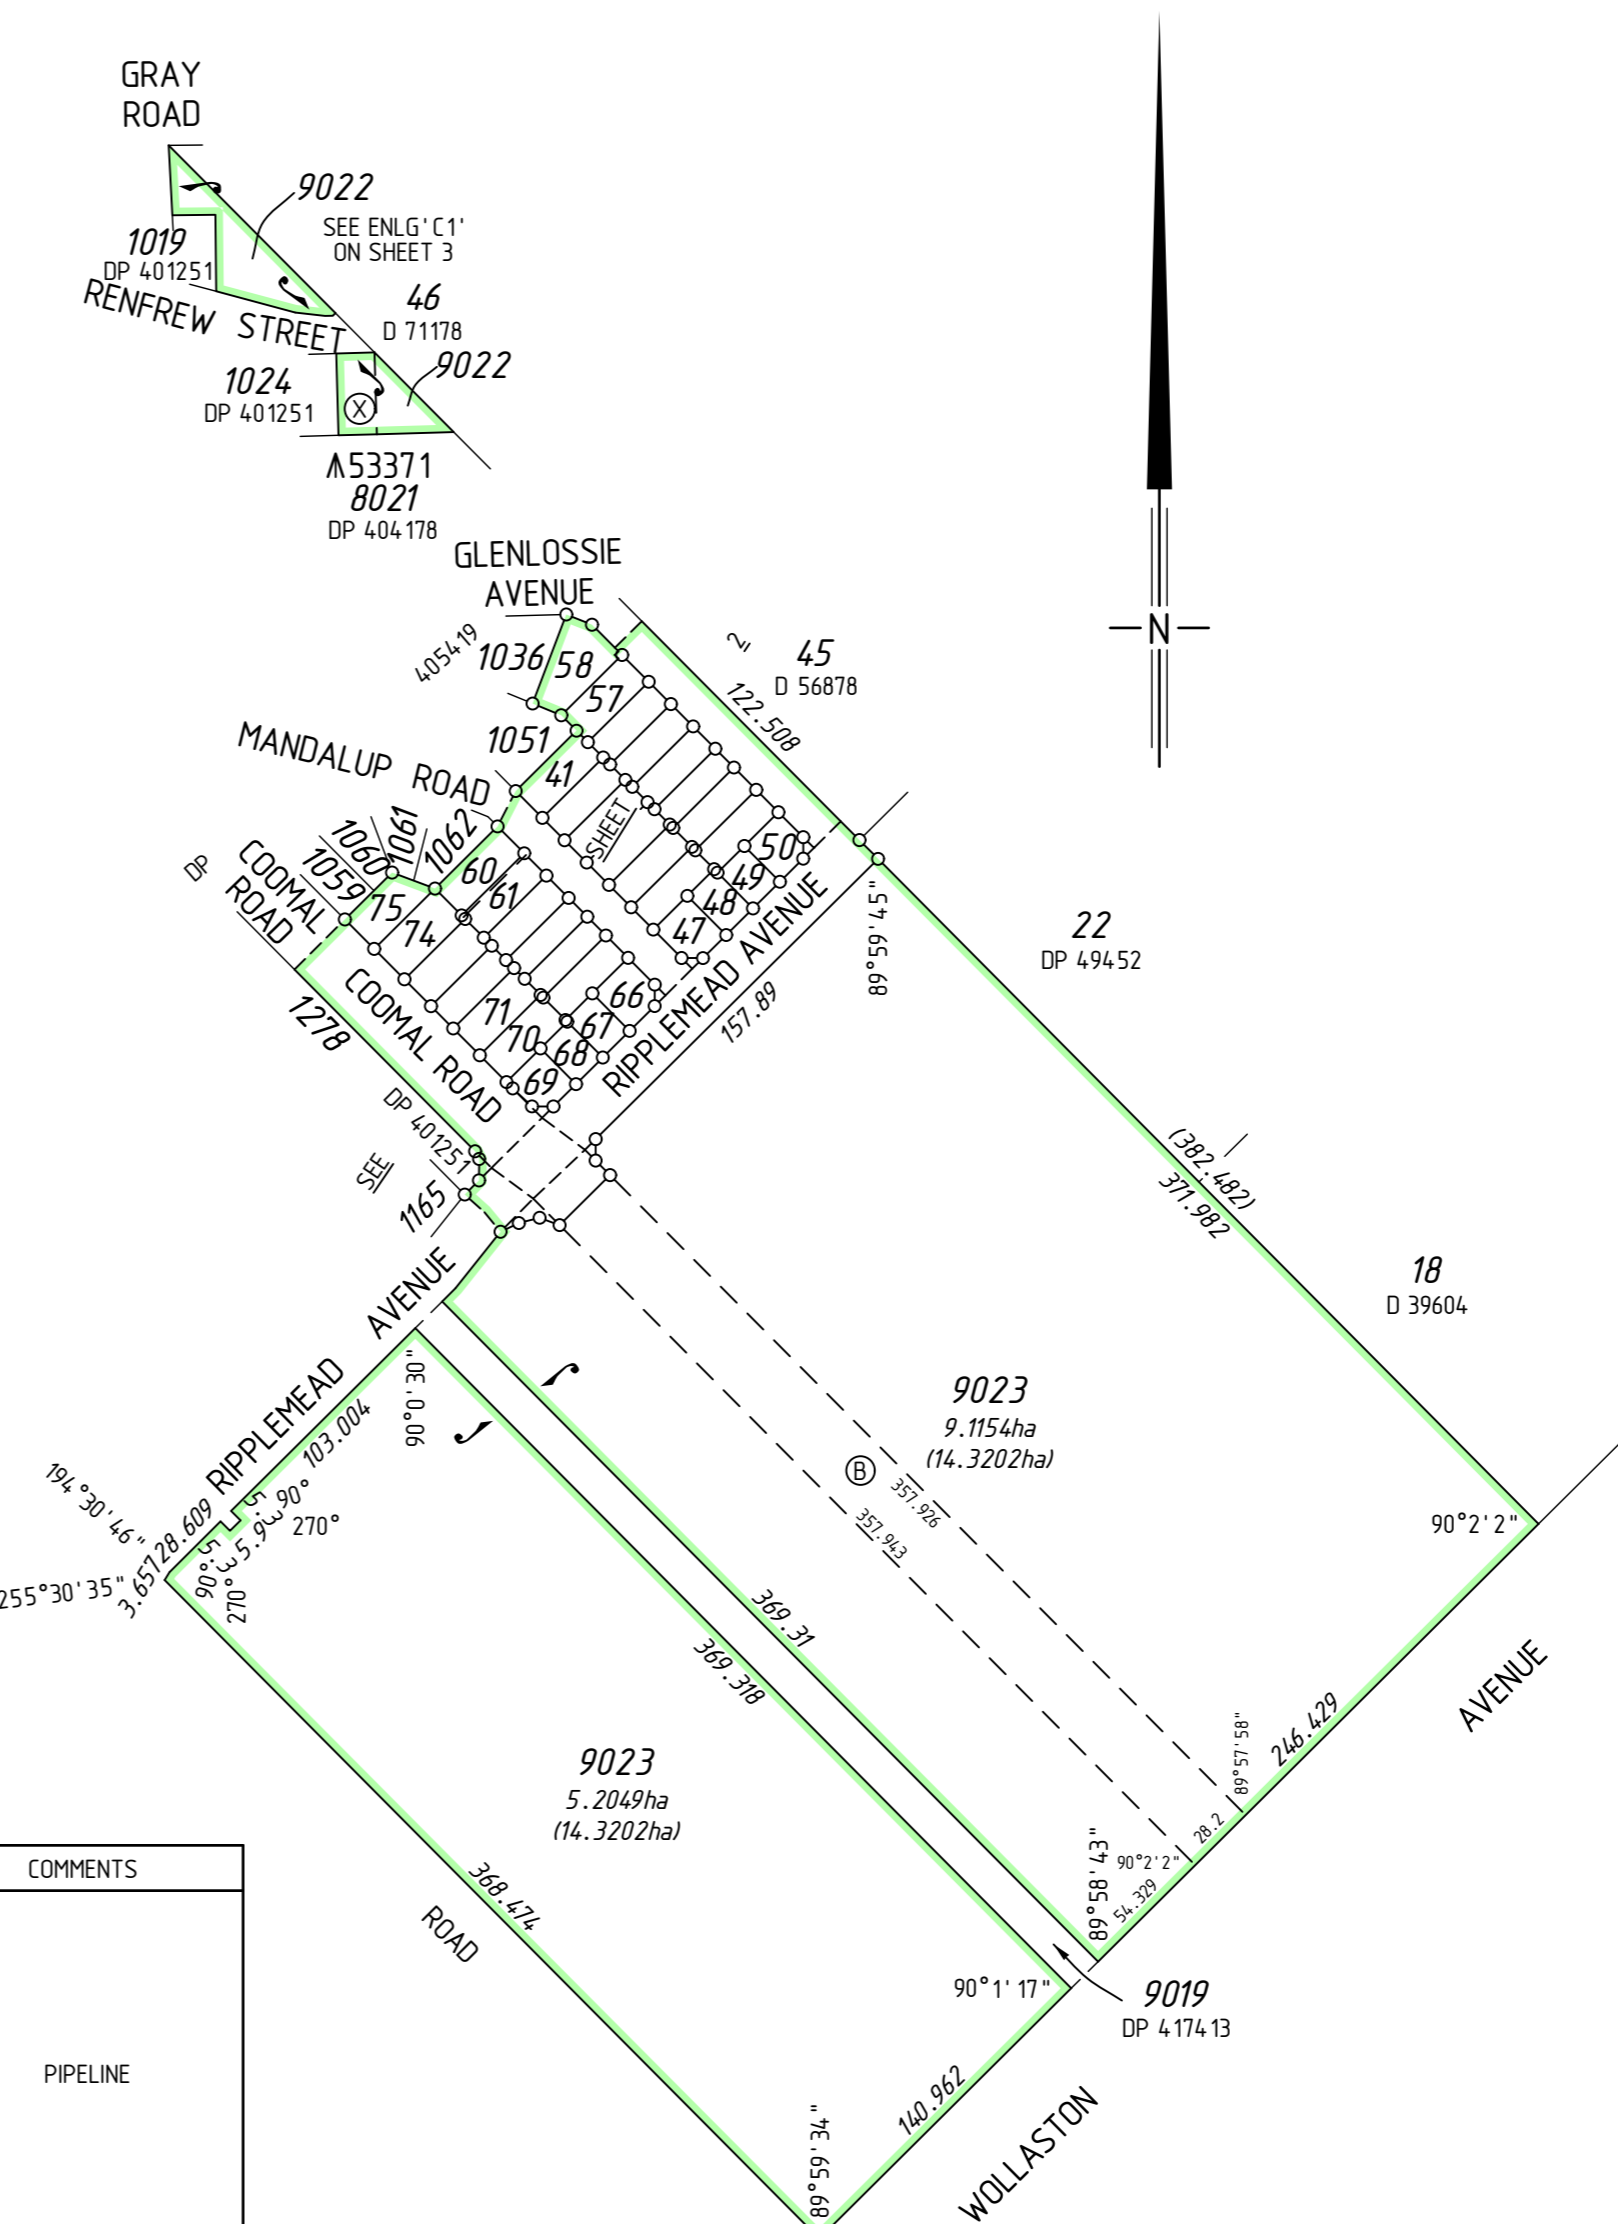 GRAY
ROAD
9022
SEE ENLG'C1'
ON SHEET 3
1019
DP 401251
RENFREW STREET
46
D 71178
9022
1024
DP 401251
X
53371
8021
DP 404178
GLENLOSSIE
AVENUE
N
405419
1036
58
57
2
45
D 56878
122.508
MANDALUP ROAD
1051
41
SHEET
1062
1061
1060
1059
60
61
50
49
48
47
DP
COOMAL
ROAD
75
74
RIPPLEMEAD AVENUE
89°59'45"
22
DP 49452
1278
COOMAL ROAD
71
70
66
67
68
69
157.89
DP 401251
SEE
1165
(382.482)
371.982
18
D 39604
RIPPLEMEAD AVENUE
90°0'30"
103.004
9023
9.1154ha
(14.3202ha)
B
357.926
357.943
194°30'46"
28.609
5.3
90°
270°
5.9
5.3
90°
270°
3.657
255°30'35"
90°2'2"
369.31
369.318
246.429
AVENUE
89°57'58"
28.2
90°2'2"
89°58'43"
54.329
9023
5.2049ha
(14.3202ha)
COMMENTS
368.474
ROAD
90°1'17"
9019
DP 417413
PIPELINE
140.962
89°59'34"
WOLLASTON